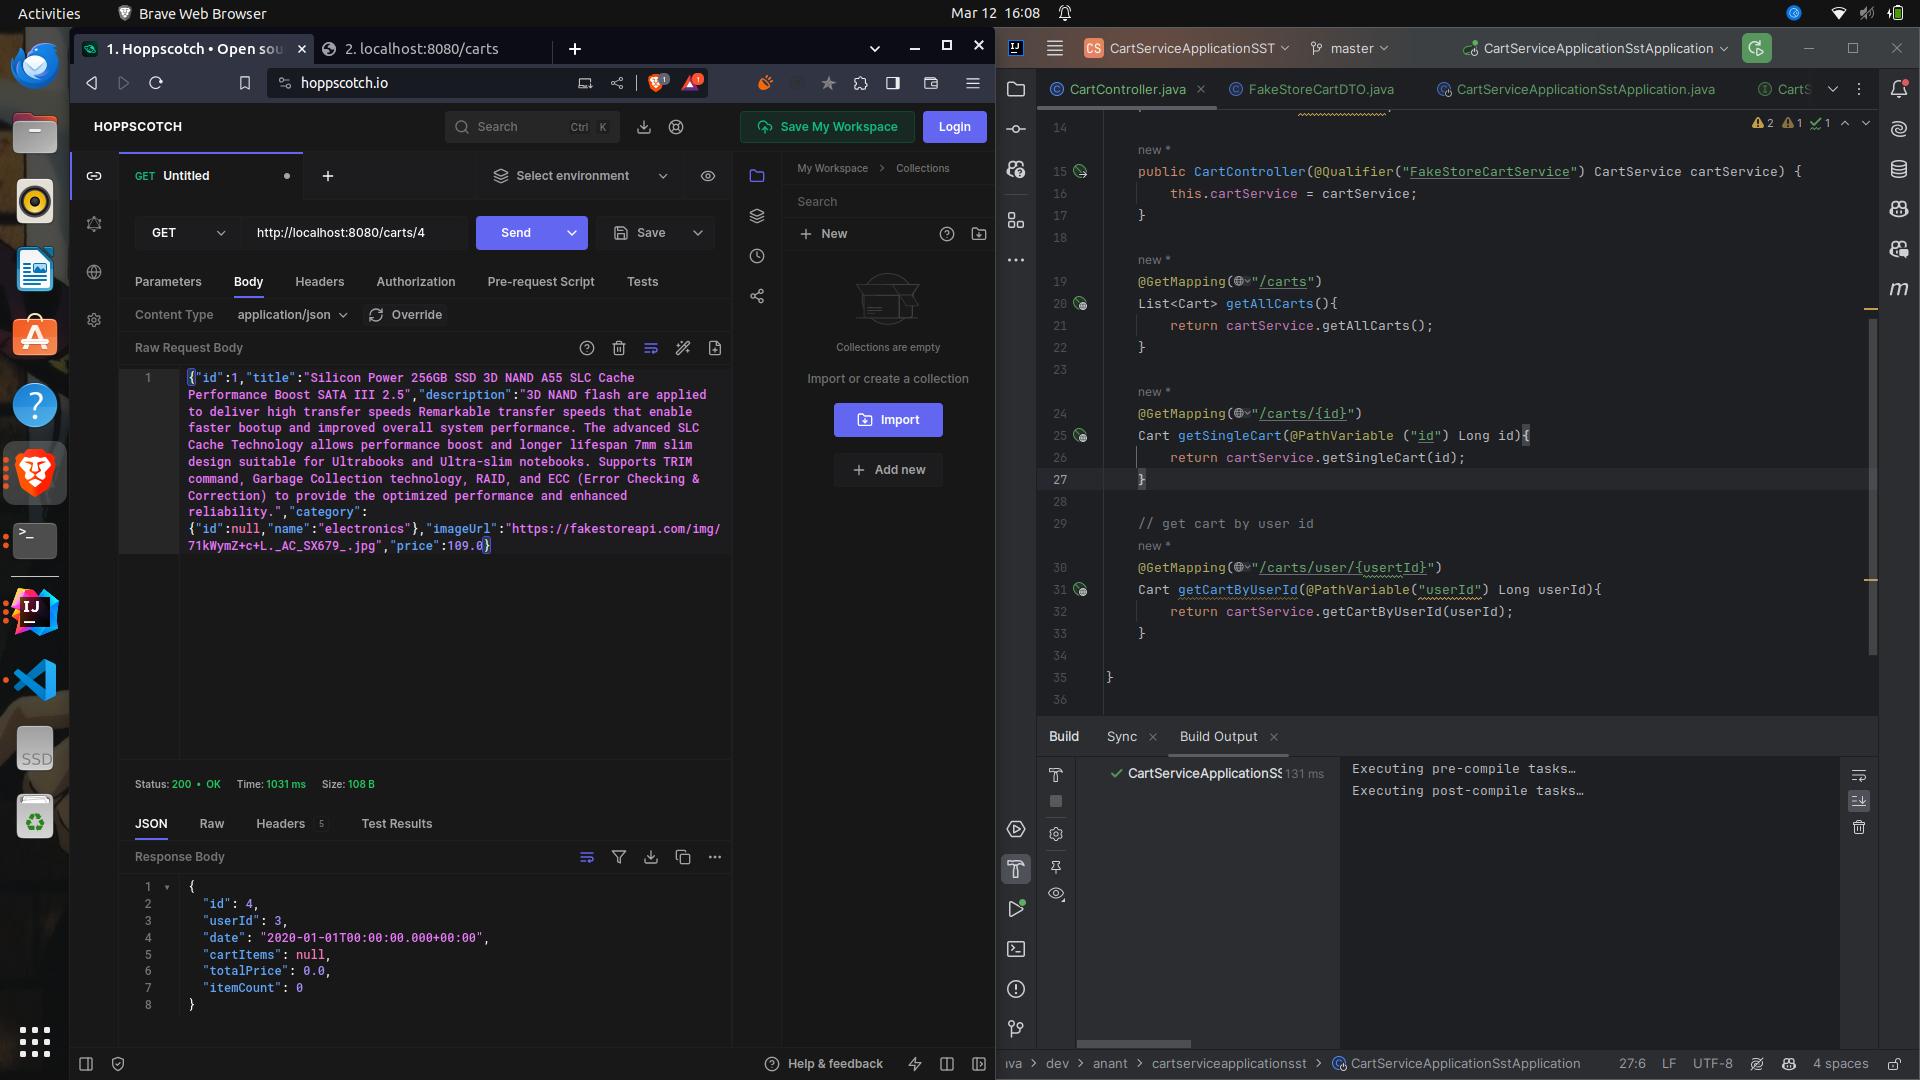 Activities
Brave Web Browser
Mar 12 16:08
1. Hoppscotch • Open sou
2. localhost:8080/carts
hoppscotch.io
1
1
HOPPSCOTCH
Search
Ctrl K
Save My Workspace
Login
GET Untitled
Select environment
GET
http://localhost:8080/carts/4
Send
Save
Parameters
Body
Headers
Authorization
Pre-request Script
Tests
Content Type
application/json
Override
Raw Request Body
1
{"id":1,"title":"Silicon Power 256GB SSD 3D NAND A55 SLC Cache
Performance Boost SATA III 2.5","description":"3D NAND flash are applied
to deliver high transfer speeds Remarkable transfer speeds that enable
faster bootup and improved overall system performance. The advanced SLC
Cache Technology allows performance boost and longer lifespan 7mm slim
design suitable for Ultrabooks and Ultra-slim notebooks. Supports TRIM
command, Garbage Collection technology, RAID, and ECC (Error Checking &
Correction) to provide the optimized performance and enhanced
reliability.","category":
{"id":null,"name":"electronics"},"imageUrl":"https://fakestoreapi.com/img/
71kWymZ+c+L._AC_SX679_.jpg","price":109.0}
Status: 200 • OK
Time: 1031 ms
Size: 108 B
JSON
Raw
Headers 5
Test Results
Response Body
1 {
2 "id": 4,
3 "userId": 3,
4 "date": "2020-01-01T00:00:00.000+00:00",
5 "cartItems": null,
6 "totalPrice": 0.0,
7 "itemCount": 0
8 }
My Workspace
Collections
Search
New
Collections are empty
Import or create a collection
Import
Add new
Help & feedback
SSD
CS CartServiceApplicationSST
master
CartServiceApplicationSstApplication
CartController.java
FakeStoreCartDTO.java
CartServiceApplicationSstApplication.java
CartS
2
1
1
14
new *
15 public CartController(@Qualifier("FakeStoreCartService") CartService cartService) {
16 this.cartService = cartService;
17 }
18
new *
19 @GetMapping("/carts")
20 List<Cart> getAllCarts(){
21 return cartService.getAllCarts();
22 }
23
new *
24 @GetMapping("/carts/{id}")
25 Cart getSingleCart(@PathVariable ("id") Long id){
26 return cartService.getSingleCart(id);
27 }
28
29 // get cart by user id
new *
30 @GetMapping("/carts/user/{usertId}")
31 Cart getCartByUserId(@PathVariable("userId") Long userId){
32 return cartService.getCartByUserId(userId);
33 }
34
35 }
36
Build
Sync
Build Output
CartServiceApplicationSS 131 ms
Executing pre-compile tasks…
Executing post-compile tasks…
ava
dev
anant
cartserviceapplicationsst
CartServiceApplicationSstApplication
27:6
LF
UTF-8
4 spaces